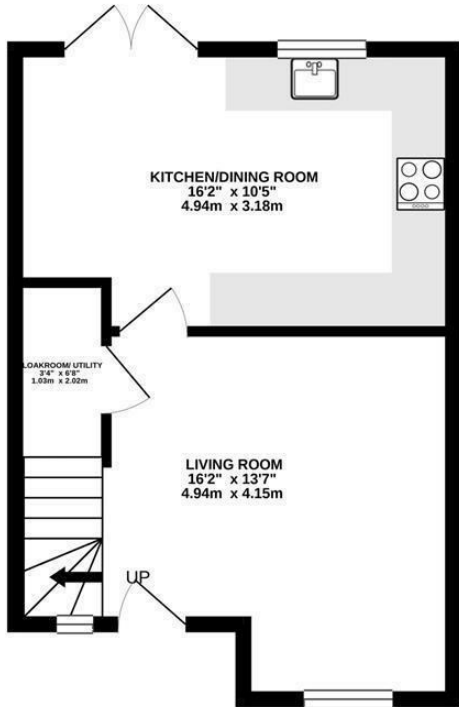 KITCHEN/DINING ROOM
16'2" x 10'5"
4.94m x 3.18m
LOAKROOM/ UTILITY
3'4" x 6'8"
1.03m x 2.02m
LIVING ROOM
16'2" x 13'7"
4.94m x 4.15m
UP